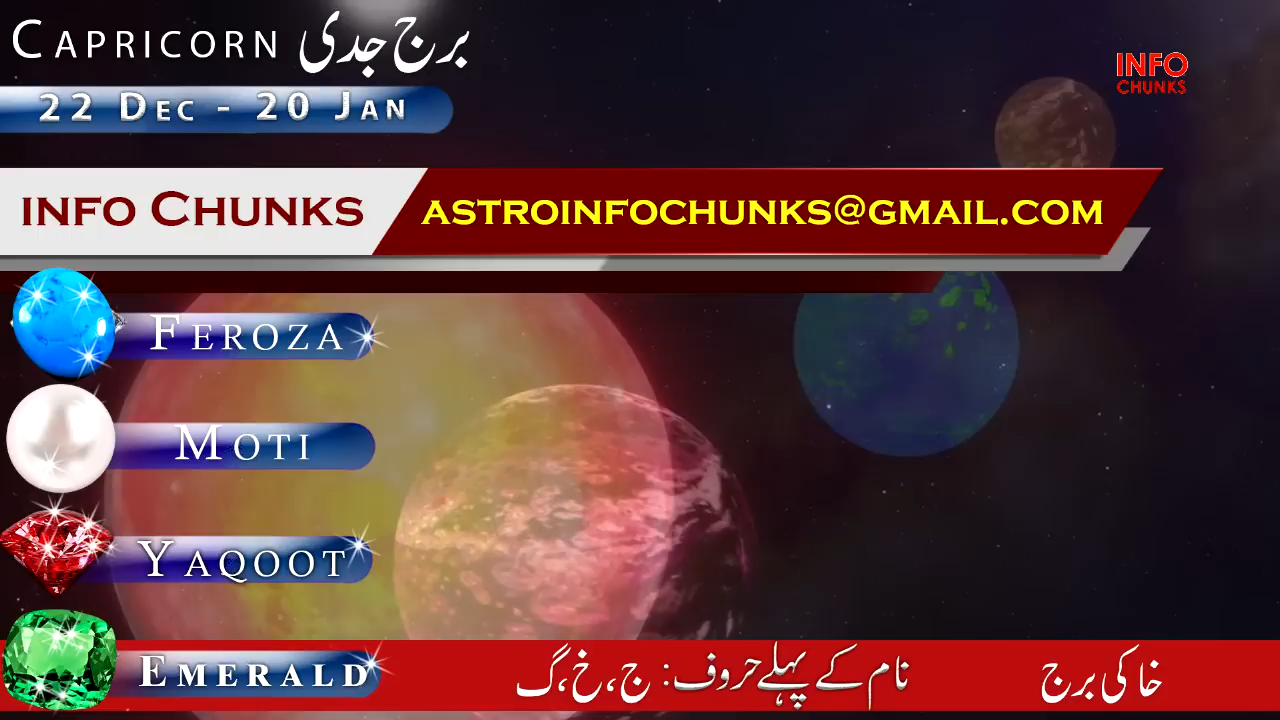 CAPRICORN برج جدی
22 DEC - 20 JAN
INFO
CHUNKS
INFO CHUNKS
ASTROINFOCHUNKS@GMAIL.COM
FEROZA
MOTI
YAQOOT
EMERALD
نام کے پہلے حروف: ج، خ، گ
خاکی برج